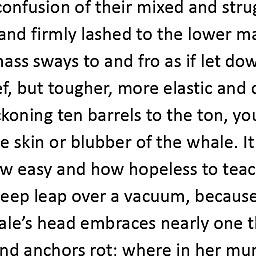 confusion of their mixed and strug
and firmly lashed to the lower ma
mass sways to and fro as if let dow
ef, but tougher, more elastic and c
ckoning ten barrels to the ton, you
e skin or blubber of the whale. It
w easy and how hopeless to teac
leep leap over a vacuum, because
ale’s head embraces nearly one th
nd anchors rot: where in her mur